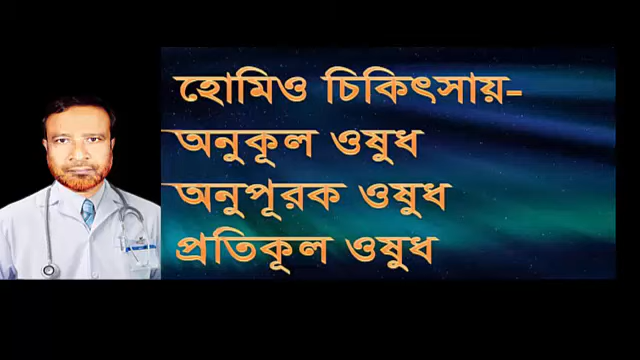 হোমিও চিকিৎসায়-
অনুকূল ওষুধ
অনুপূরক ওষুধ
প্রতিকূল ওষুধ